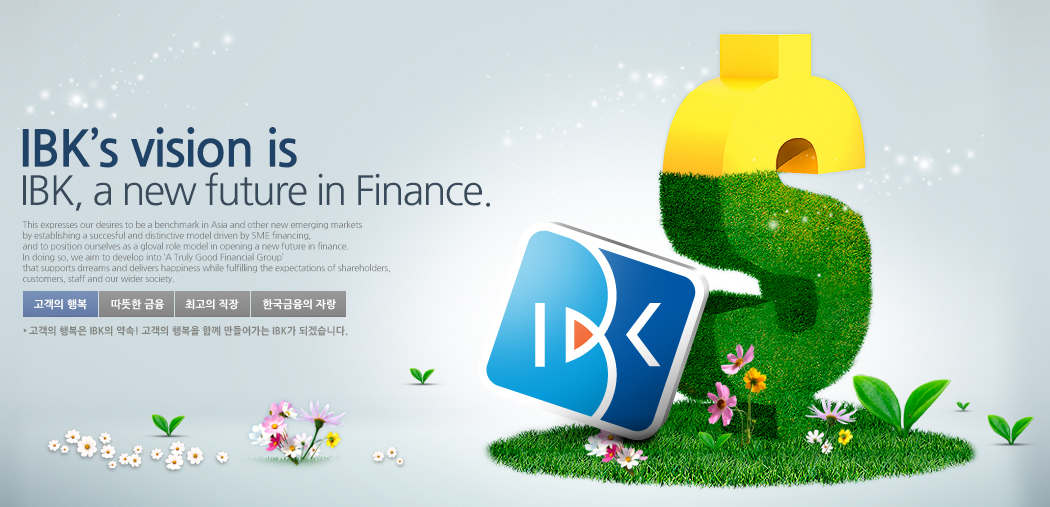 IBK's vision is
IBK, a new future in Finance.
This expresses our desires to be a benchmark in Asia and other new emerging markets
by establishing a succesful and distinctive model driven by SME financing,
and to position ourselves as a gloval role model in opening a new future in finance.
In doing so, we aim to develop into 'A Truly Good Financial Group'
that supports drreams and delivers happiness while fulfilling the expectations of shareholders,
customers, staff and our wider society.
고객의 행복 따뜻한 금융 최고의 직장 한국금융의 자랑
고객의 행복은 IBK의 약속! 고객의 행복을 함께 만들어가는 IBK가 되겠습니다.
IBK